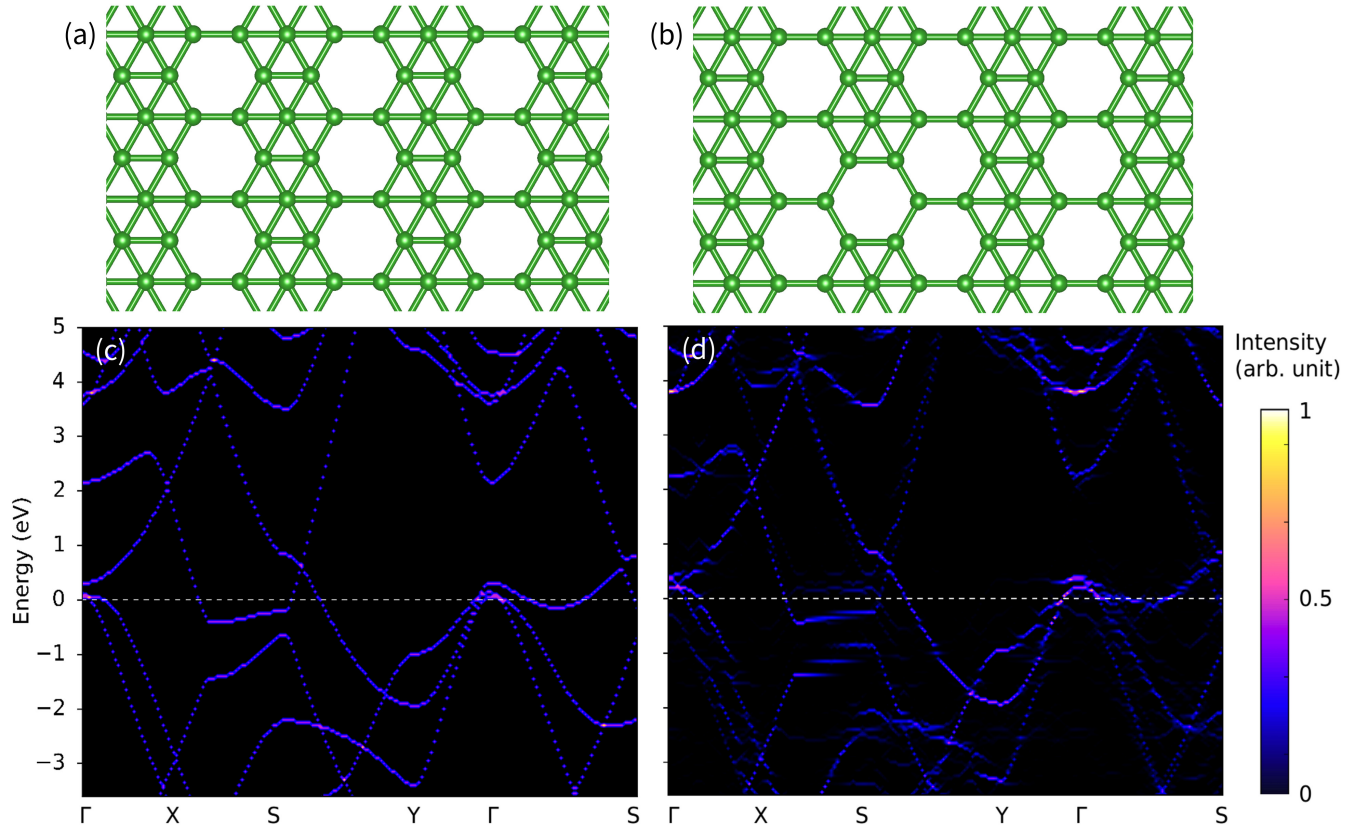 (a)
(b)
(c)
(d)
5
4
3
2
1
0
−1
−2
−3
Energy (eV)
Γ X S Y Γ S
Γ X S Y Γ S
Intensity
(arb. unit)
1
0.5
0